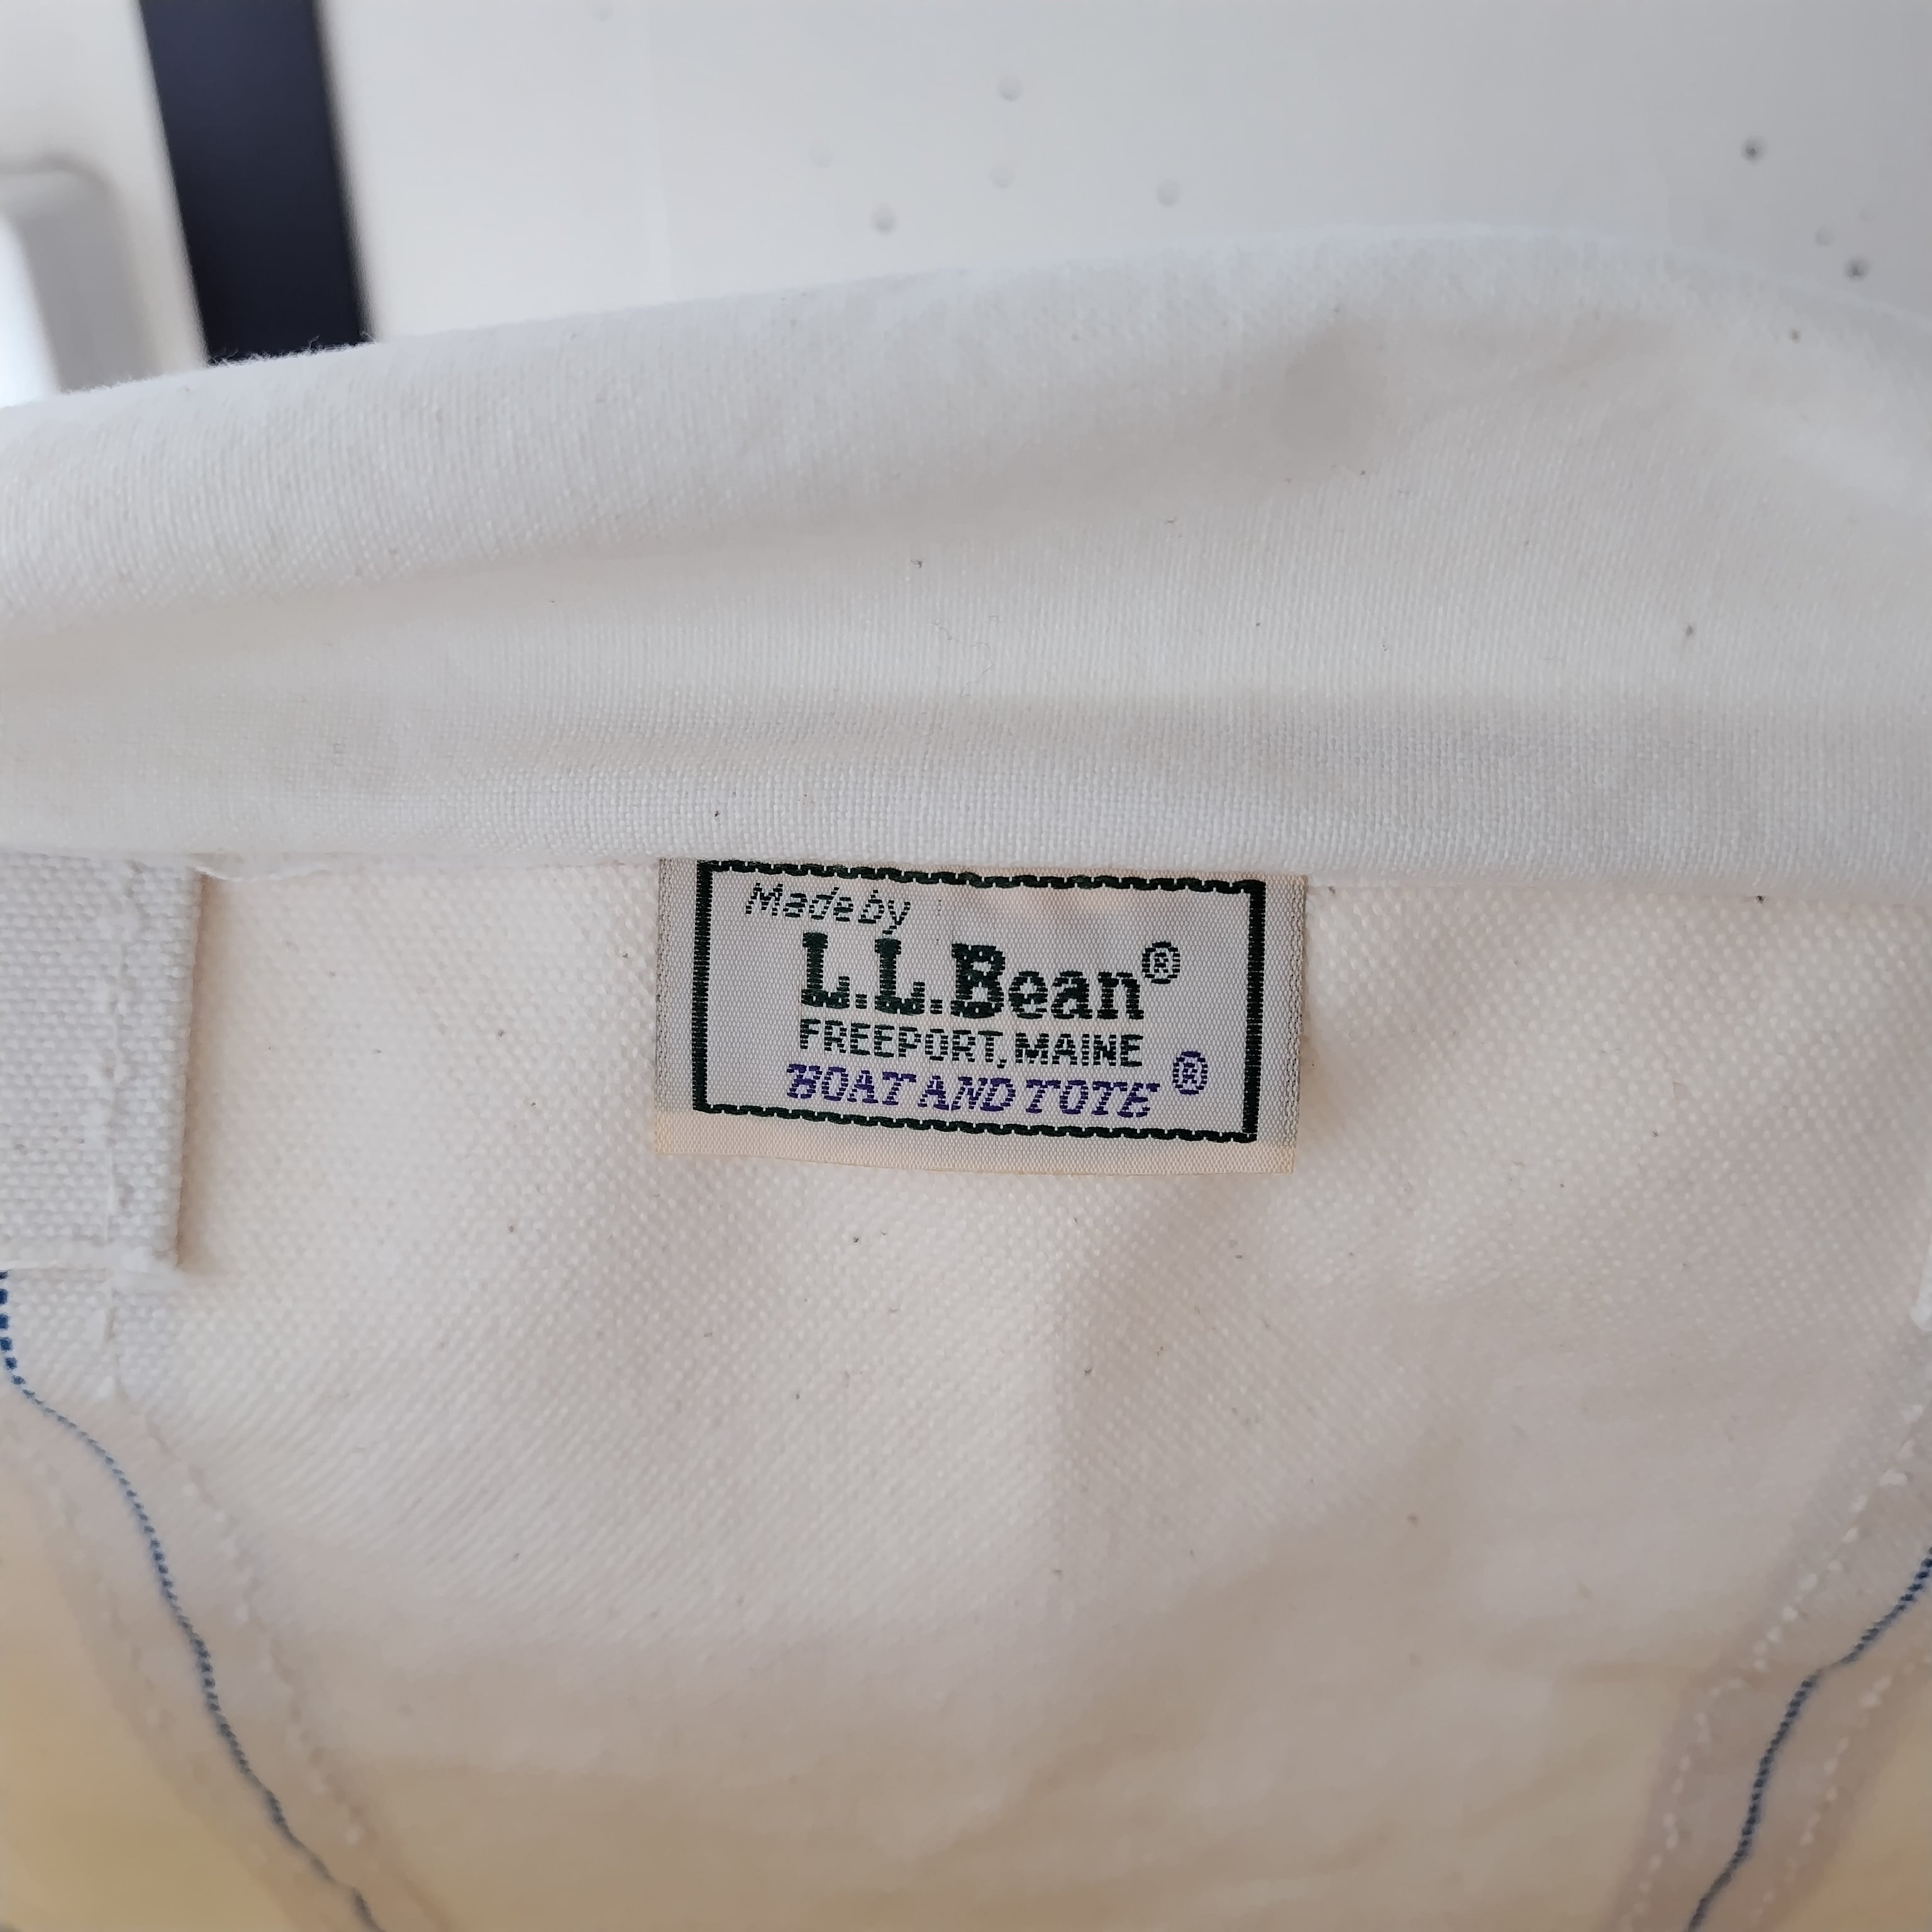 Made by
L.L.Bean®
FREEPORT, MAINE
BOAT AND TOTE®